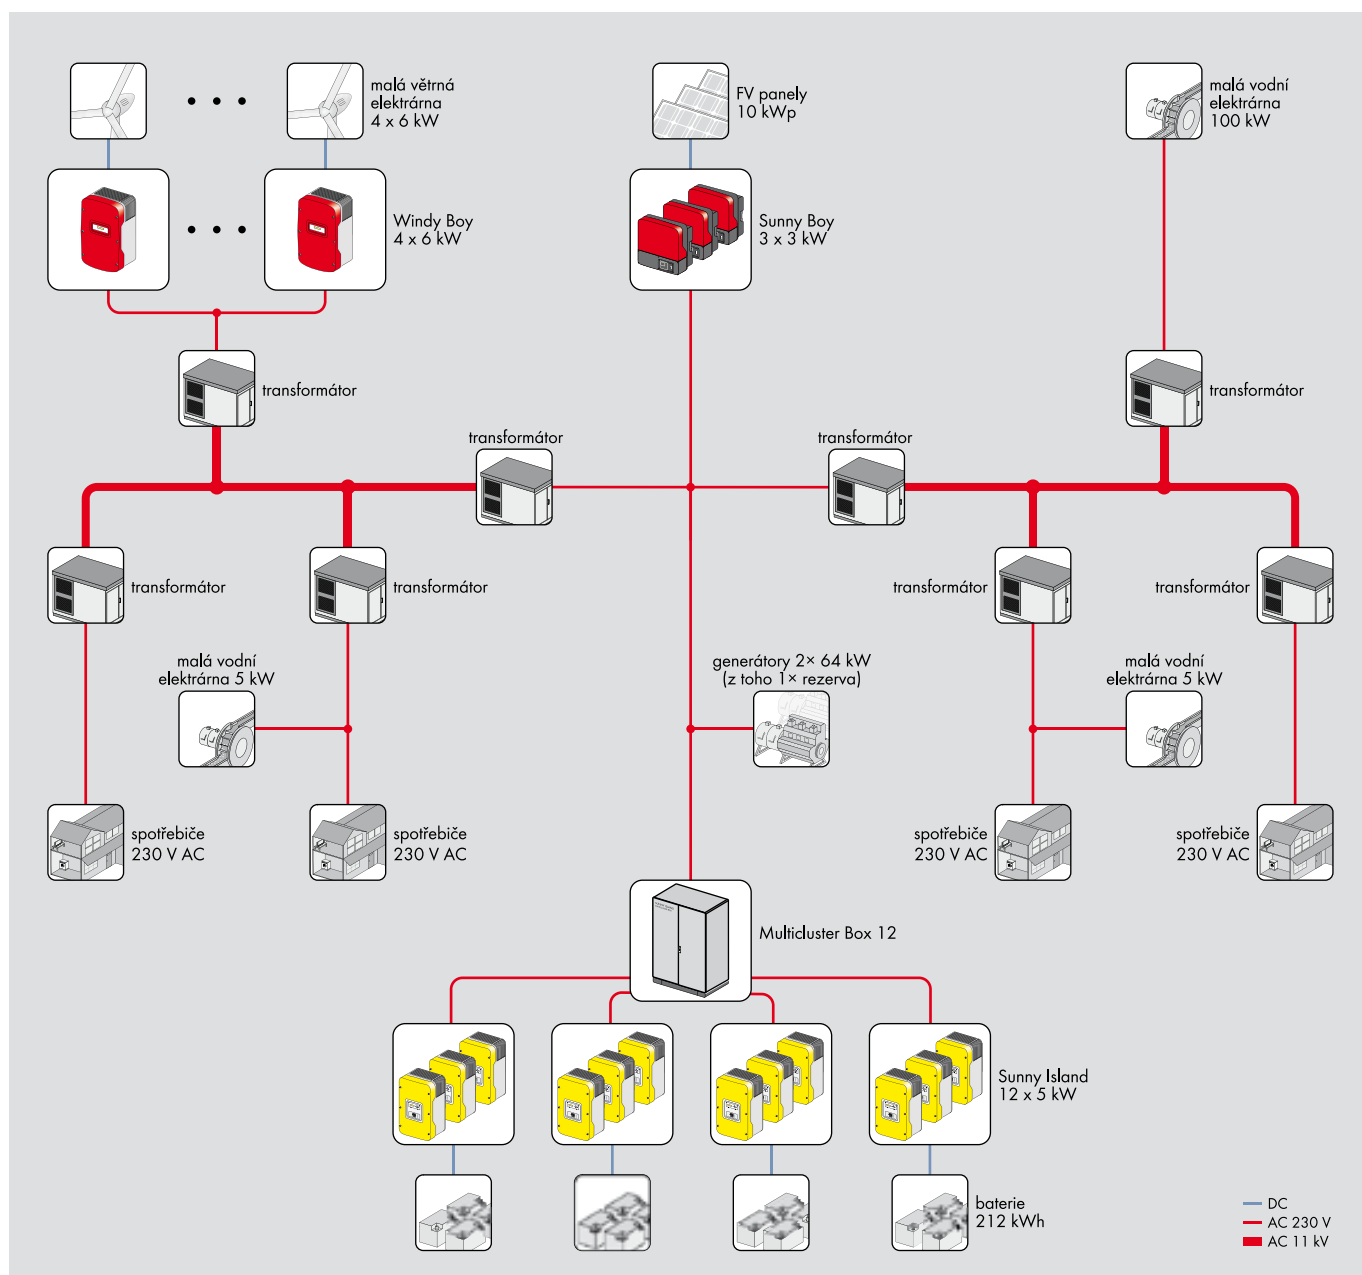 malá větrná
elektrárna
4 x 6 kW
FV panely
10 kWp
malá vodní
elektrárna
100 kW
Windy Boy
4 x 6 kW
Sunny Boy
3 x 3 kW
transformátor
transformátor
transformátor
transformátor
transformátor
transformátor
transformátor
transformátor
malá vodní
elektrárna 5 kW
generátory 2× 64 kW
(z toho 1× rezerva)
malá vodní
elektrárna 5 kW
spotřebiče
230 V AC
spotřebiče
230 V AC
spotřebiče
230 V AC
spotřebiče
230 V AC
Multicluster Box 12
Sunny Island
12 x 5 kW
baterie
212 kWh
DC
AC 230 V
AC 11 kV